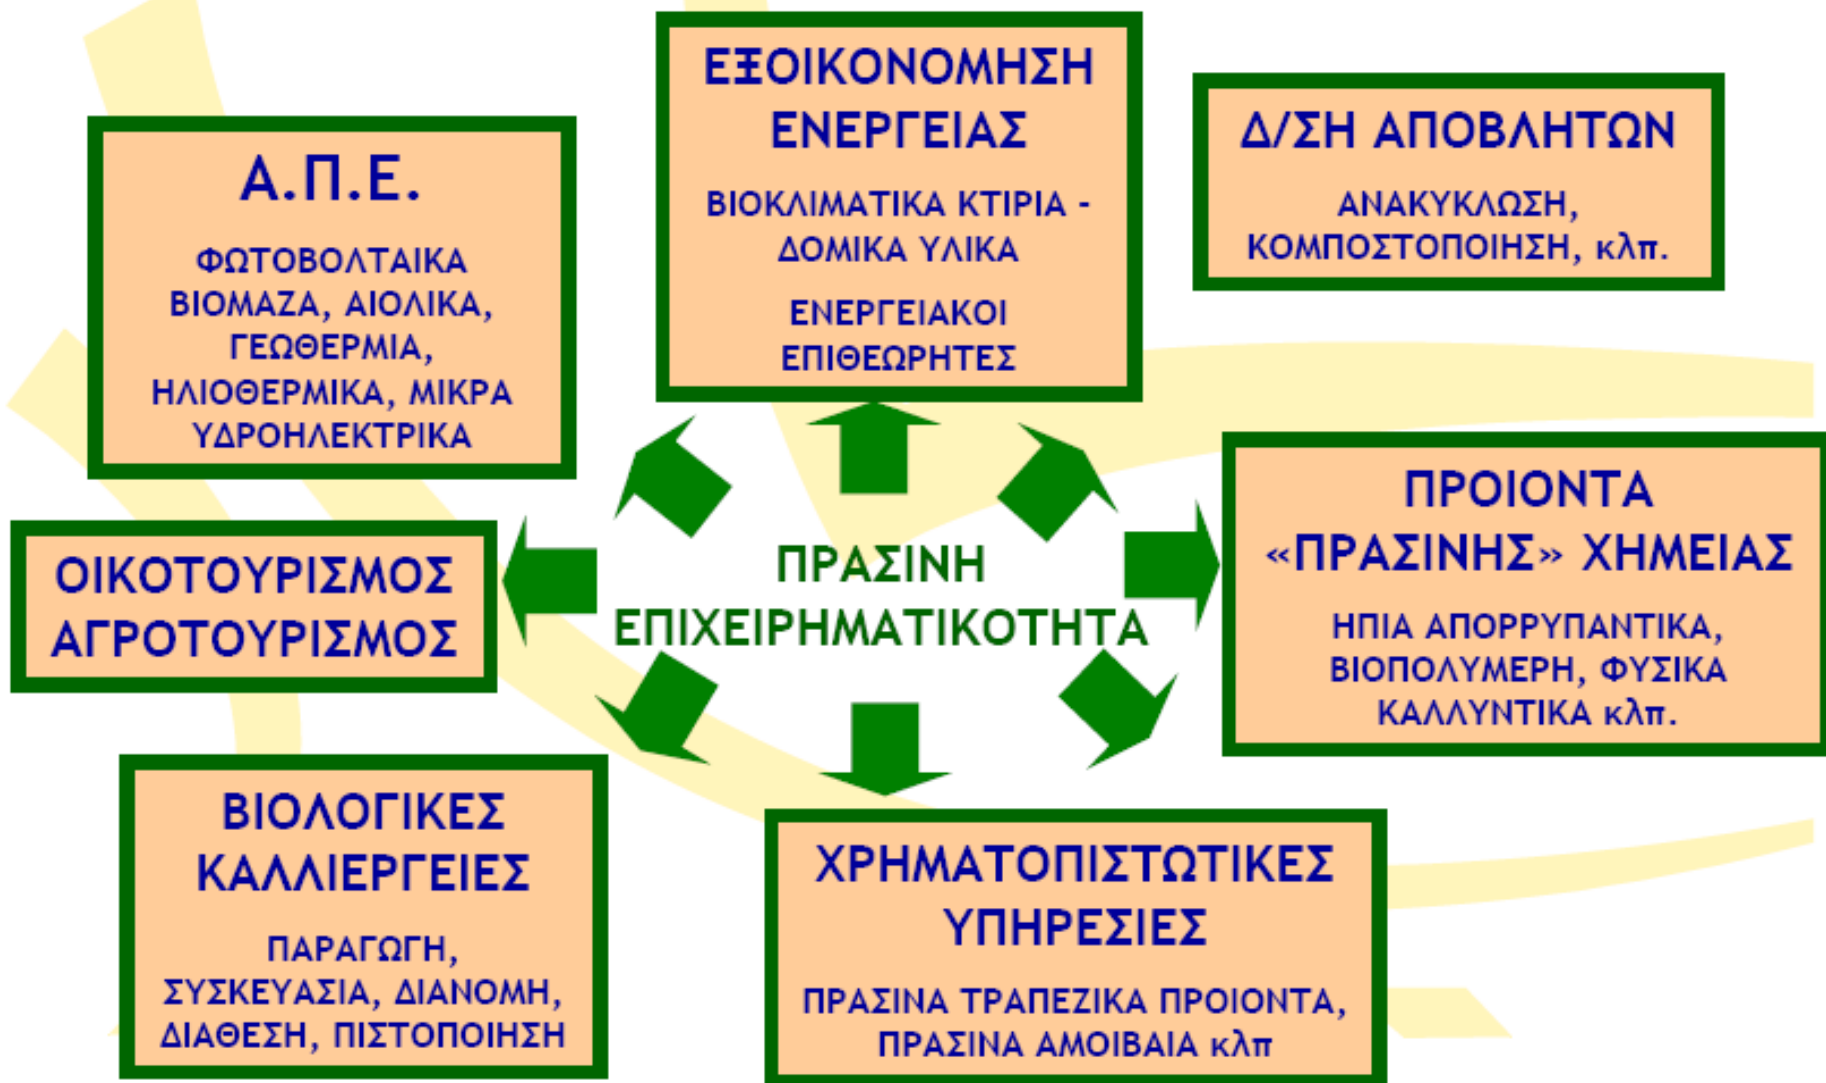 ΕΞΟΙΚΟΝΟΜΗΣΗ
ΕΝΕΡΓΕΙΑΣ
ΒΙΟΚΛΙΜΑΤΙΚΑ ΚΤΙΡΙΑ -
ΔΟΜΙΚΑ ΥΛΙΚΑ
ΕΝΕΡΓΕΙΑΚΟΙ
ΕΠΙΘΕΩΡΗΤΕΣ
Δ/ΣΗ ΑΠΟΒΛΗΤΩΝ
ΑΝΑΚΥΚΛΩΣΗ,
ΚΟΜΠΟΣΤΟΠΟΙΗΣΗ, κλπ.
Α.Π.Ε.
ΦΩΤΟΒΟΛΤΑΙΚΑ
ΒΙΟΜΑΖΑ, ΑΙΟΛΙΚΑ,
ΓΕΩΘΕΡΜΙΑ,
ΗΛΙΟΘΕΡΜΙΚΑ, ΜΙΚΡΑ
ΥΔΡΟΗΛΕΚΤΡΙΚΑ
ΠΡΟΙΟΝΤΑ
«ΠΡΑΣΙΝΗΣ» ΧΗΜΕΙΑΣ
ΗΠΙΑ ΑΠΟΡΡΥΠΑΝΤΙΚΑ,
ΒΙΟΠΟΛΥΜΕΡΗ, ΦΥΣΙΚΑ
ΚΑΛΛΥΝΤΙΚΑ κλπ.
ΟΙΚΟΤΟΥΡΙΣΜΟΣ
ΑΓΡΟΤΟΥΡΙΣΜΟΣ
ΠΡΑΣΙΝΗ
ΕΠΙΧΕΙΡΗΜΑΤΙΚΟΤΗΤΑ
ΒΙΟΛΟΓΙΚΕΣ
ΚΑΛΛΙΕΡΓΕΙΕΣ
ΠΑΡΑΓΩΓΗ,
ΣΥΣΚΕΥΑΣΙΑ, ΔΙΑΝΟΜΗ,
ΔΙΑΘΕΣΗ, ΠΙΣΤΟΠΟΙΗΣΗ
ΧΡΗΜΑΤΟΠΙΣΤΩΤΙΚΕΣ
ΥΠΗΡΕΣΙΕΣ
ΠΡΑΣΙΝΑ ΤΡΑΠΕΖΙΚΑ ΠΡΟΙΟΝΤΑ,
ΠΡΑΣΙΝΑ ΑΜΟΙΒΑΙΑ κλπ